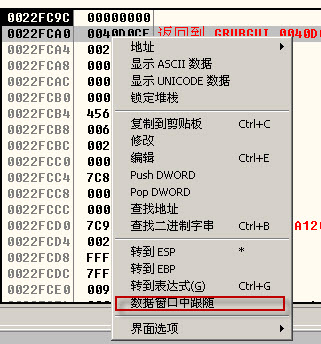 0022FC9C 00000000
0022FCA0 0040D0CE 返回到 GRUBGUI 0040D
0022FCA4 002
0022FCA8 002
0022FCAC 000
0022FCB0 000
0022FCB4 456
0022FCB8 006
0022FCBC 002
0022FCC0 000
0022FCC4 7C8
0022FCC8 000
0022FCCC 000
0022FCD0 7C9 A12
0022FCD4 002
0022FCD8 FFF
0022FCDC 7FF
0022FCE0 009
地址
显示 ASCII 数据
显示 UNICODE 数据
锁定堆栈
复制到剪贴板 Ctrl+C
修改
编辑 Ctrl+E
Push DWORD
Pop DWORD
查找地址
查找二进制字串 Ctrl+B
转到 ESP *
转到 EBP
转到表达式(G) Ctrl+G
数据窗口中跟随
界面选项